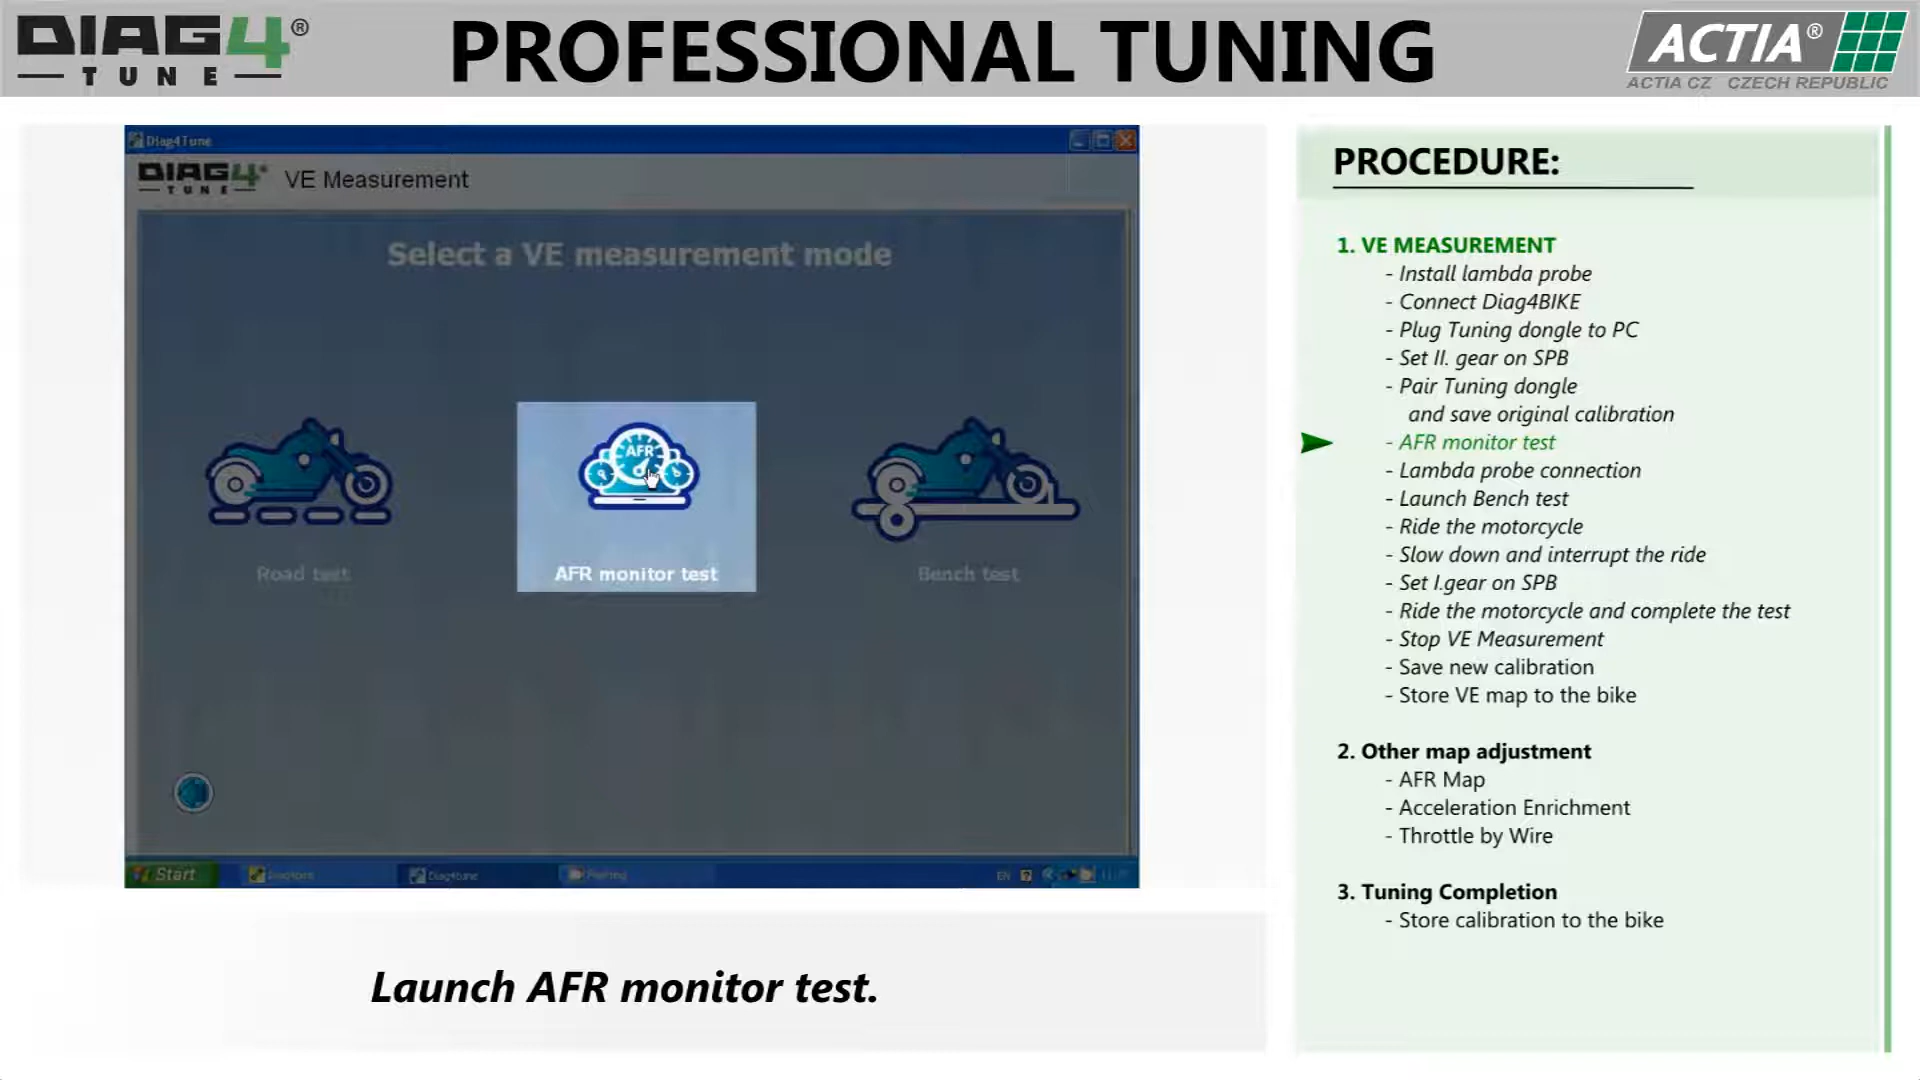 DIAG4®
TUNE
PROFESSIONAL TUNING
ACTIA®
ACTIA CZ CZECH REPUBLIC
Diag4Tune
DIAG4®
TUNE
VE Measurement
Select a VE measurement mode
AFR
Road test
AFR monitor test
Bench test
Start
Diag4tune
EN
Launch AFR monitor test.
PROCEDURE:
1. VE MEASUREMENT
- Install lambda probe
- Connect Diag4BIKE
- Plug Tuning dongle to PC
- Set II. gear on SPB
- Pair Tuning dongle
and save original calibration
- AFR monitor test
- Lambda probe connection
- Launch Bench test
- Ride the motorcycle
- Slow down and interrupt the ride
- Set I.gear on SPB
- Ride the motorcycle and complete the test
- Stop VE Measurement
- Save new calibration
- Store VE map to the bike
2. Other map adjustment
- AFR Map
- Acceleration Enrichment
- Throttle by Wire
3. Tuning Completion
- Store calibration to the bike